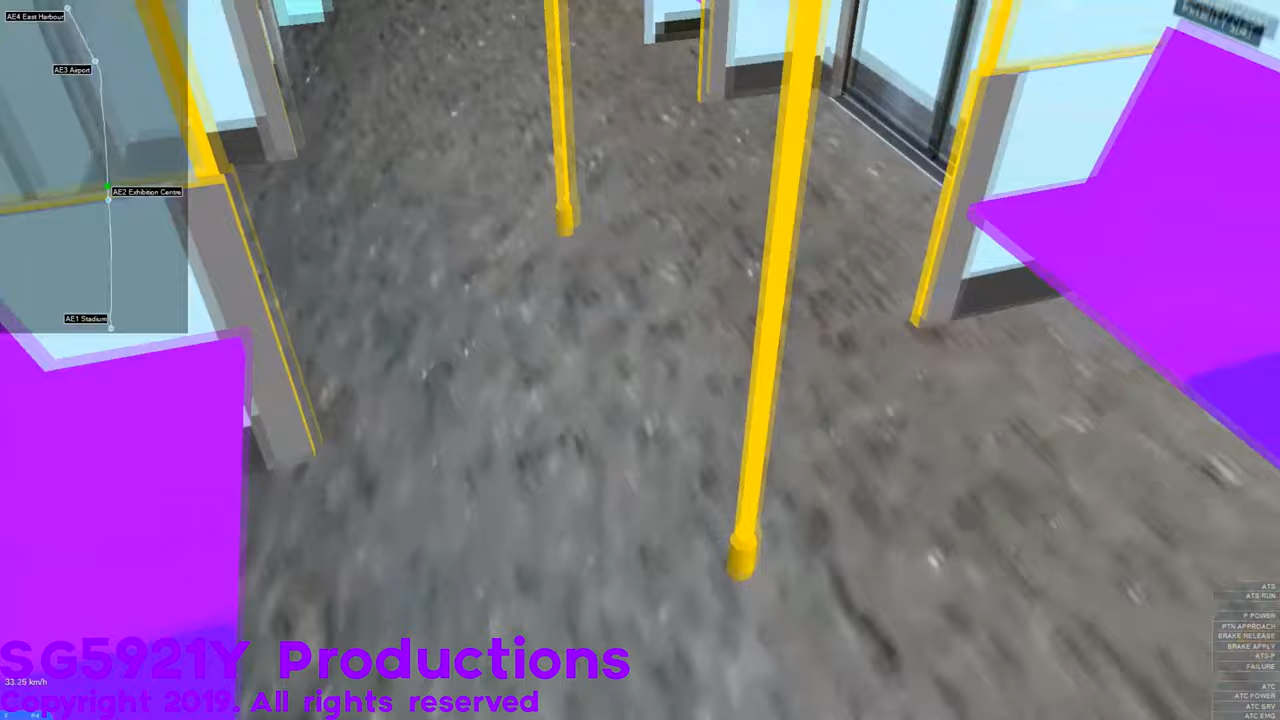 AE4 East Harbour
AE3 Airport
AE2 Exhibition Centre
AE1 Stadium
ATS
ATS RUN
P POWER
PTN APPROACH
BRAKE RELEASE
BRAKE APPLY
ATS-P
FAILURE
ATC
ATC POWER
ATC SRV
ATC EMG
SG5921Y Productions
33.25 km/h
Copyright 2019. All rights reserved
F P4